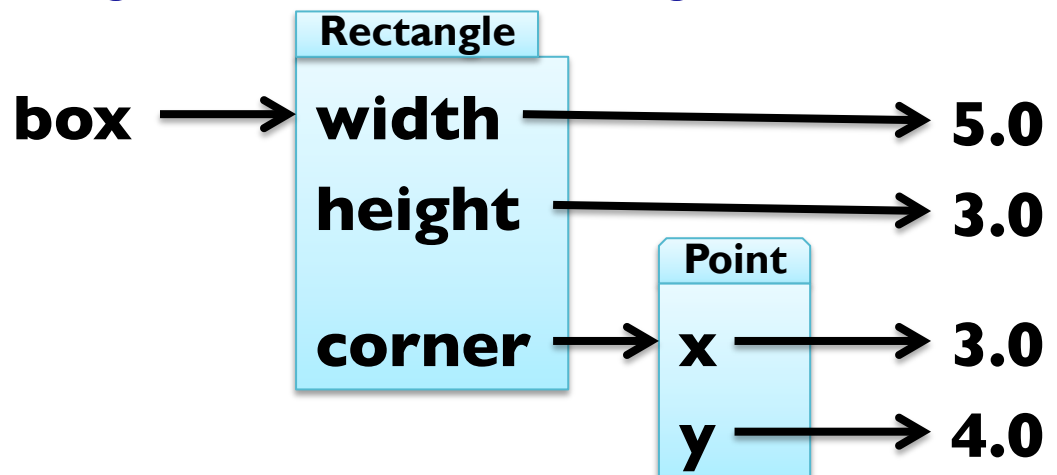 Rectangle
box width 5.0
height 3.0
Point
corner x 3.0
y 4.0